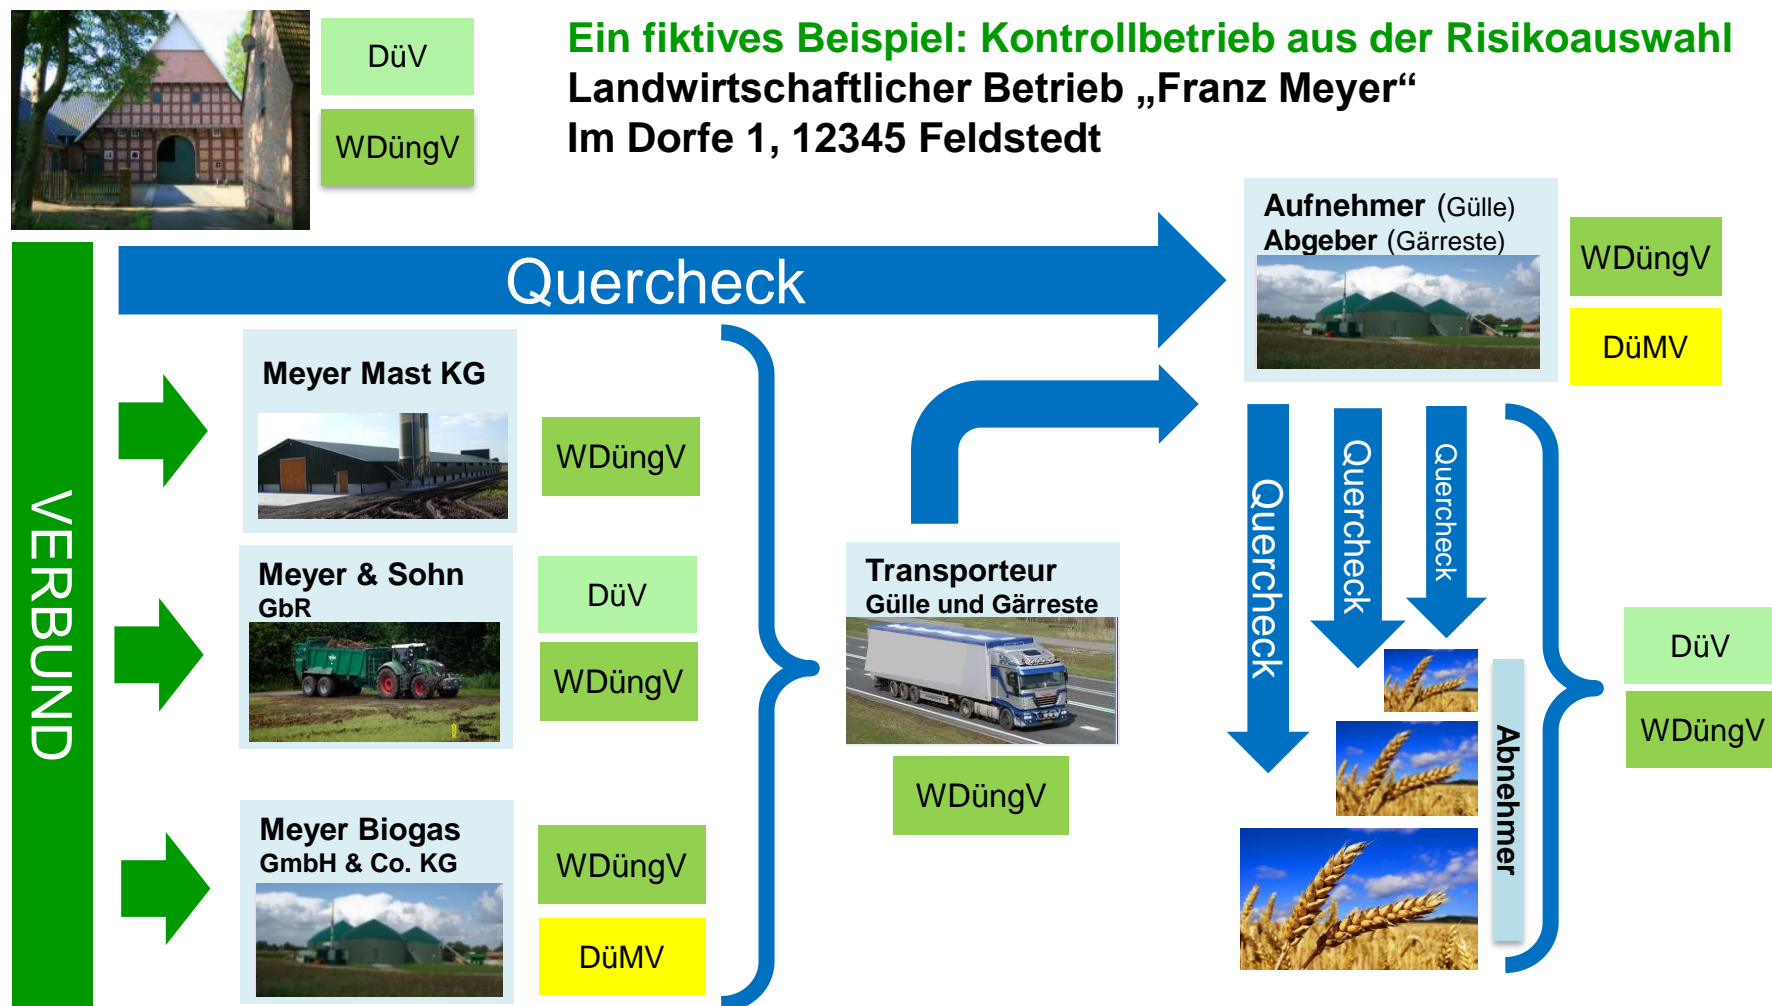 DüV
WDüngV
Ein fiktives Beispiel: Kontrollbetrieb aus der Risikoauswahl
Landwirtschaftlicher Betrieb „Franz Meyer“
Im Dorfe 1, 12345 Feldstedt
Quercheck
Aufnehmer (Gülle)
Abgeber (Gärreste)
WDüngV
DüMV
VERBUND
Meyer Mast KG
WDüngV
Meyer & Sohn
GbR
DüV
WDüngV
Meyer Biogas
GmbH & Co. KG
WDüngV
DüMV
Transporteur
Gülle und Gärreste
WDüngV
Quercheck
Quercheck
Quercheck
Abnehmer
DüV
WDüngV